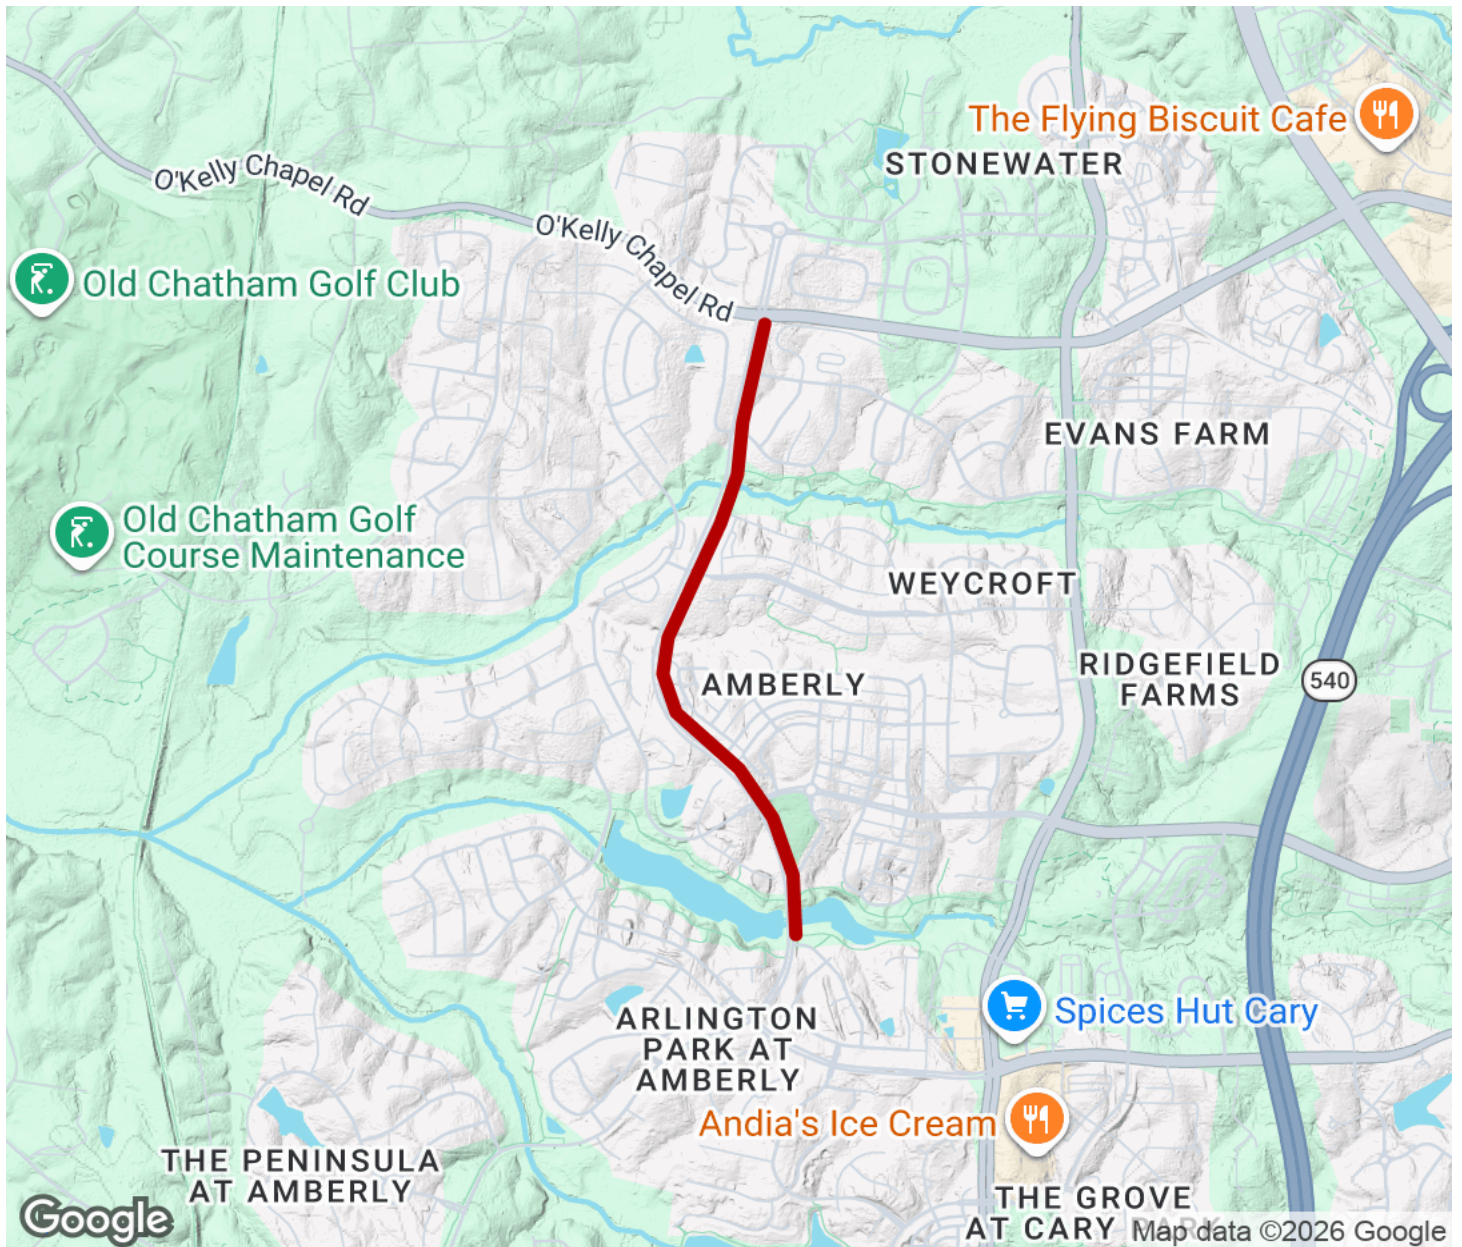 The Flying Biscuit Cafe
STONEWATER
O'Kelly Chapel Rd
O'Kelly Chapel Rd
Old Chatham Golf Club
EVANS FARM
Old Chatham Golf
Course Maintenance
WEYCROFT
RIDGEFIELD
FARMS
540
AMBERLY
Spices Hut Cary
ARLINGTON
PARK AT
AMBERLY
Andia's Ice Cream
THE PENINSULA
AT AMBERLY
THE GROVE
AT CARY PARK
Google
Map data ©2026 Google